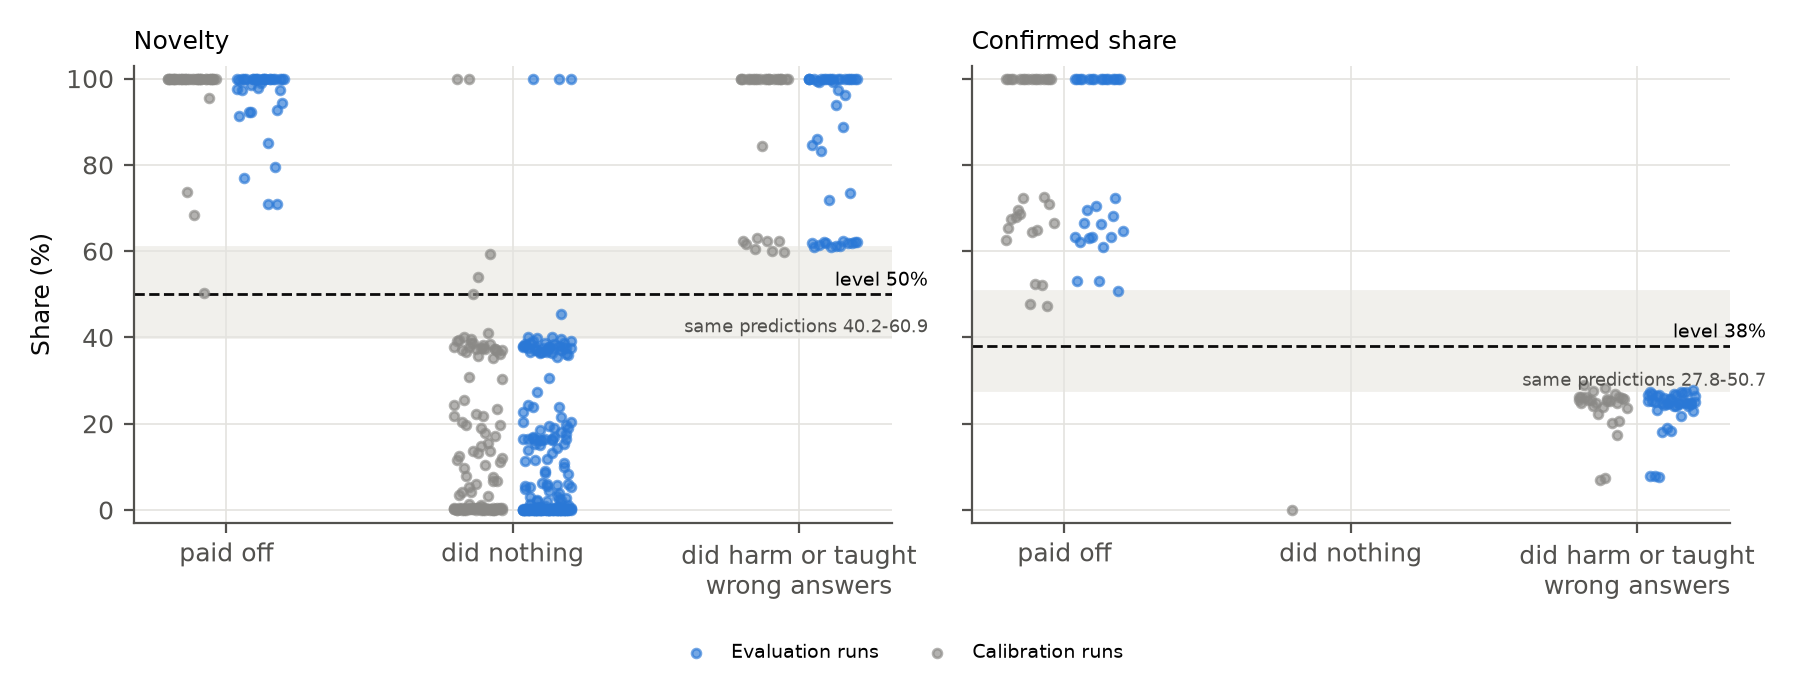 Novelty
Confirmed share
Share (%)
100
80
60
40
20
0
level 50%
same predictions 40.2-60.9
level 38%
same predictions 27.8-50.7
paid off
did nothing
did harm or taught
wrong answers
paid off
did nothing
did harm or taught
wrong answers
Evaluation runs
Calibration runs